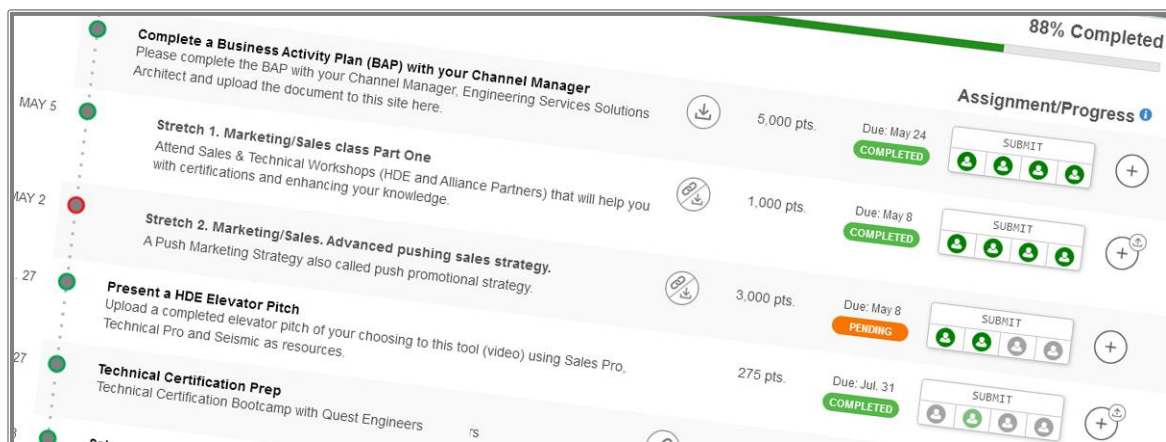 88% Completed
Assignment/Progress
Complete a Business Activity Plan (BAP) with your Channel Manager
Please complete the BAP with your Channel Manager, Engineering Services Solutions
Architect and upload the document to this site here.
5,000 pts.
Due: May 24
COMPLETED
SUBMIT
MAY 5
Stretch 1. Marketing/Sales class Part One
Attend Sales & Technical Workshops (HDE and Alliance Partners) that will help you
with certifications and enhancing your knowledge.
1,000 pts.
Due: May 8
COMPLETED
SUBMIT
MAY 2
Stretch 2. Marketing/Sales. Advanced pushing sales strategy.
A Push Marketing Strategy also called push promotional strategy.
3,000 pts.
Due: May 8
PENDING
SUBMIT
27
Present a HDE Elevator Pitch
Upload a completed elevator pitch of your choosing to this tool (video) using Sales Pro,
Technical Pro and Seismic as resources.
275 pts.
Due: Jul. 31
COMPLETED
SUBMIT
27
Technical Certification Prep
Technical Certification Bootcamp with Quest Engineers
rs